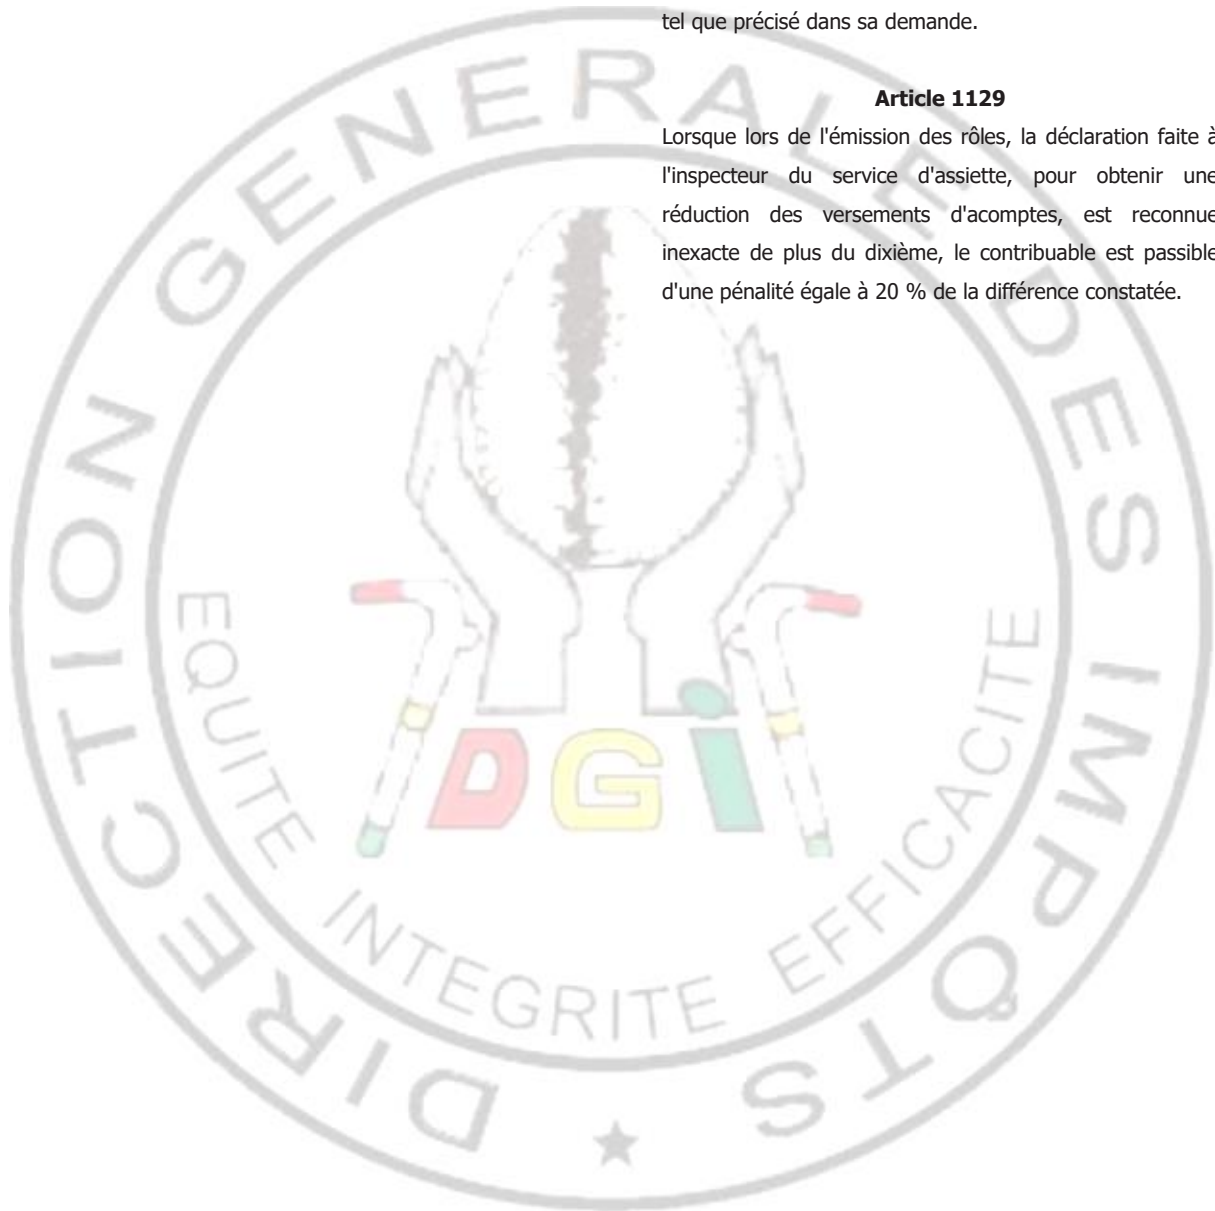 tel que précisé dans sa demande.
Article 1129
Lorsque lors de l'émission des rôles, la déclaration faite à
l'inspecteur du service d'assiette, pour obtenir une
réduction des versements d'acomptes, est reconnue
inexacte de plus du dixième, le contribuable est passible
d'une pénalité égale à 20 % de la différence constatée.
DIRECTION GENERALE DES IMPÔTS
EQUITE INTEGRITE EFFICACITE
DGI